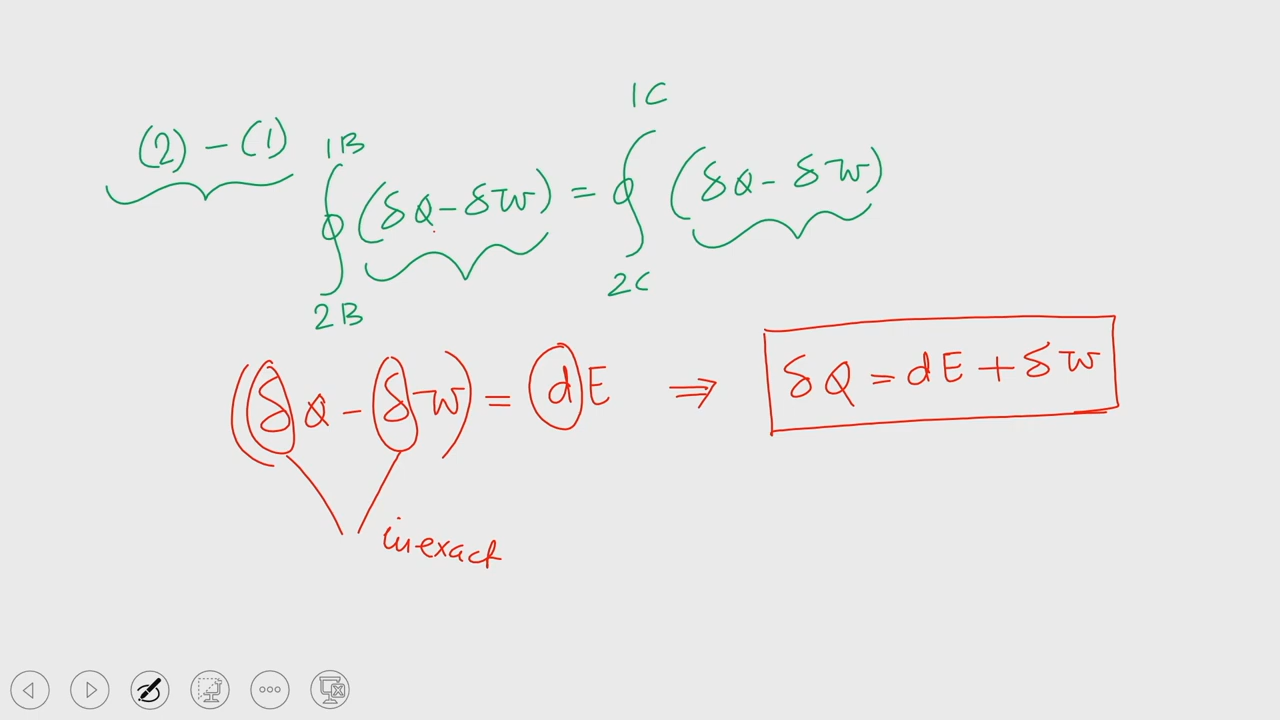 (2) - (1) ∮_{2B}^{1B} (δQ - δW) = ∮_{2C}^{1C} (δQ - δW)
(δQ - δW) = dE ⇒ δQ = dE + δW
inexact